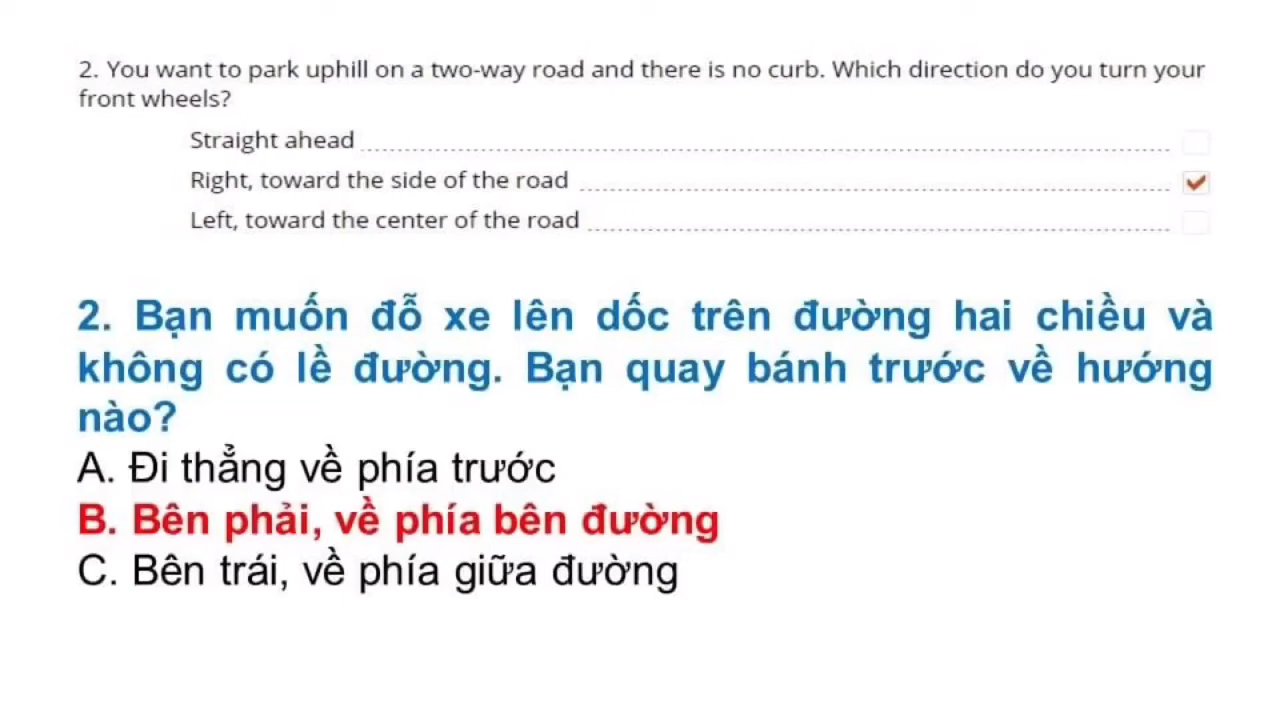 2. You want to park uphill on a two-way road and there is no curb. Which direction do you turn your
front wheels?
Straight ahead
Right, toward the side of the road
Left, toward the center of the road
2. Bạn muốn đỗ xe lên dốc trên đường hai chiều và
không có lề đường. Bạn quay bánh trước về hướng
nào?
A. Đi thẳng về phía trước
B. Bên phải, về phía bên đường
C. Bên trái, về phía giữa đường